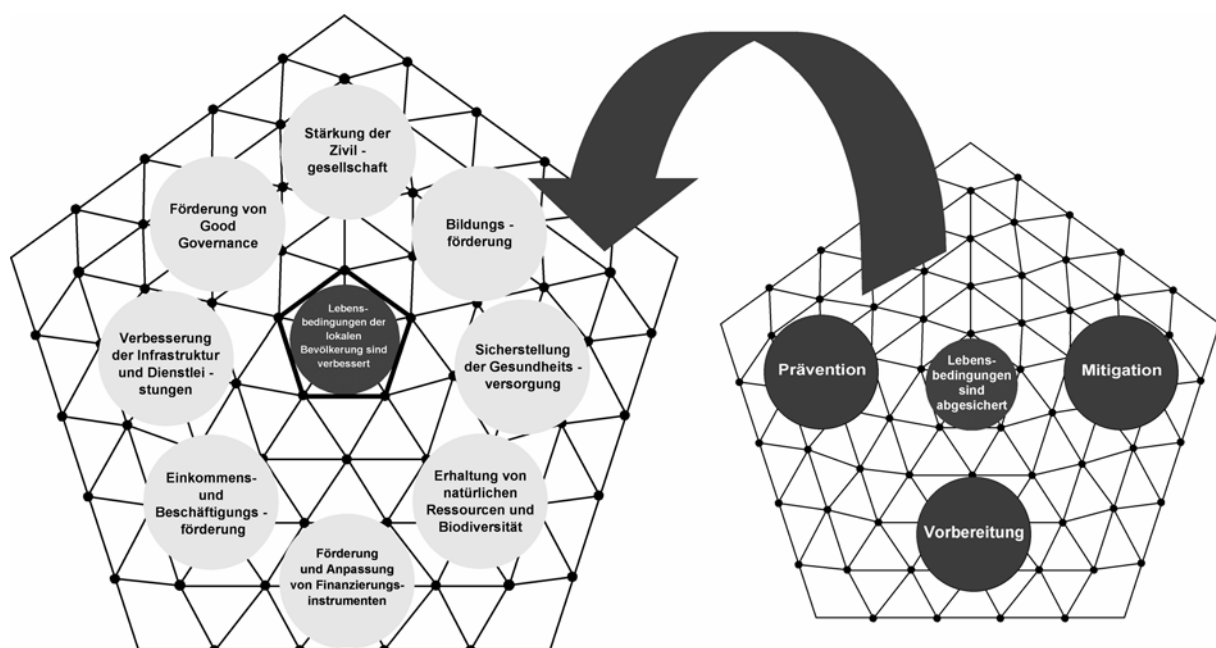 Stärkung der
Zivil -
gesellschaft
Förderung von
Good
Governance
Bildungs -
förderung
Lebens-
bedingungen der
lokalen
Bevölkerung sind
verbessert
Verbesserung
der Infrastruktur
und Dienstlei -
stungen
Sicherstellung
der Gesundheits -
versorgung
Einkommens-
und
Beschäftigungs -
förderung
Erhaltung von
natürlichen
Ressourcen und
Biodiversität
Förderung
und Anpassung
von Finanzierungs-
instrumenten
Prävention
Lebens-
bedingungen
sind
abgesichert
Mitigation
Vorbereitung